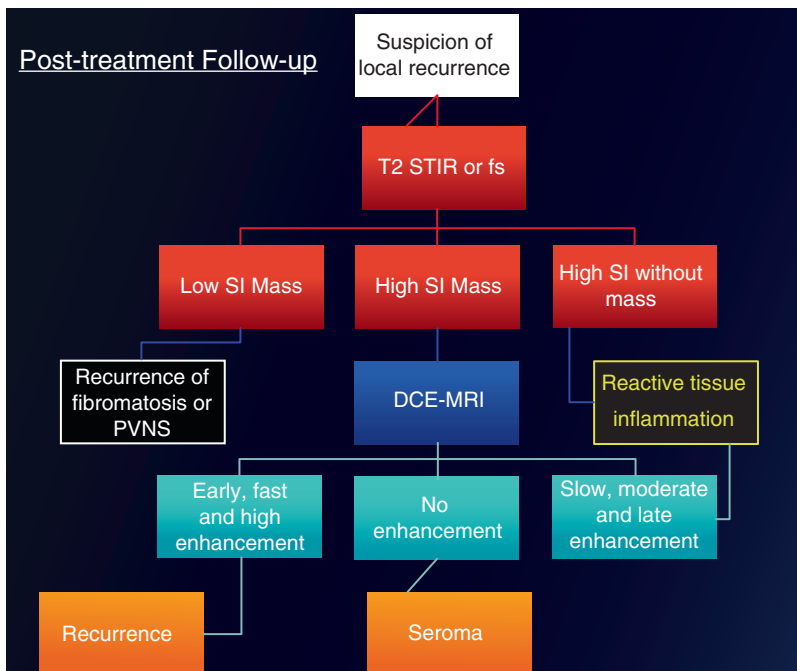 Post-treatment Follow-up
Suspicion of
local recurrence
T2 STIR or fs
Low SI Mass
High SI Mass
High SI without
mass
Recurrence of
fibromatosis or
PVNS
DCE-MRI
Reactive tissue
inflammation
Early, fast
and high
enhancement
No
enhancement
Slow, moderate
and late
enhancement
Recurrence
Seroma